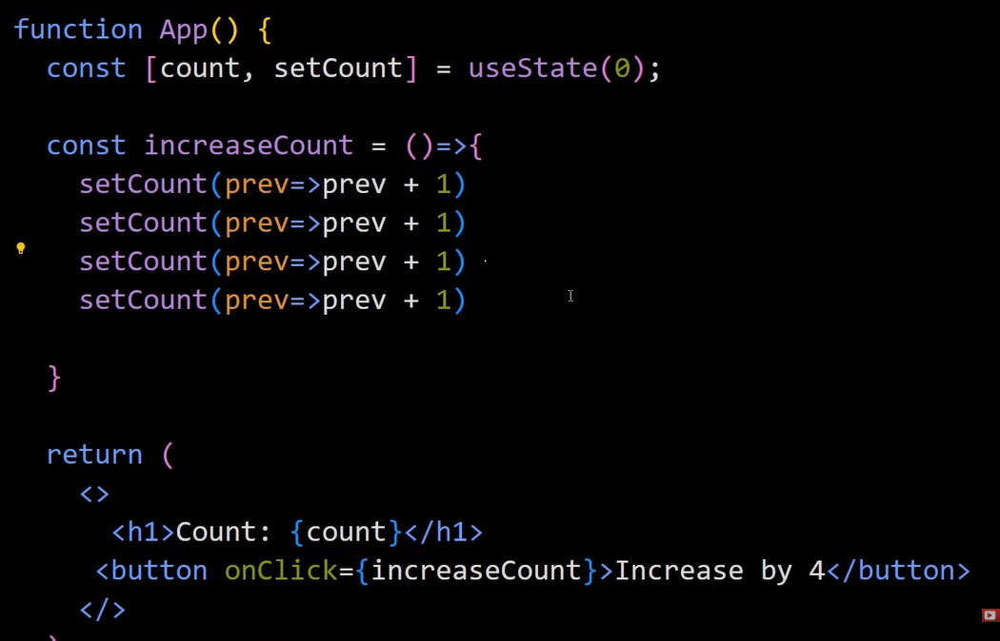 function App() {
  const [count, setCount] = useState(0);

  const increaseCount = ()=>{
    setCount(prev=>prev + 1)
    setCount(prev=>prev + 1)
    setCount(prev=>prev + 1)
    setCount(prev=>prev + 1)

  }

  return (
    <>
      <h1>Count: {count}</h1>
     <button onClick={increaseCount}>Increase by 4</button>
    </>
  )